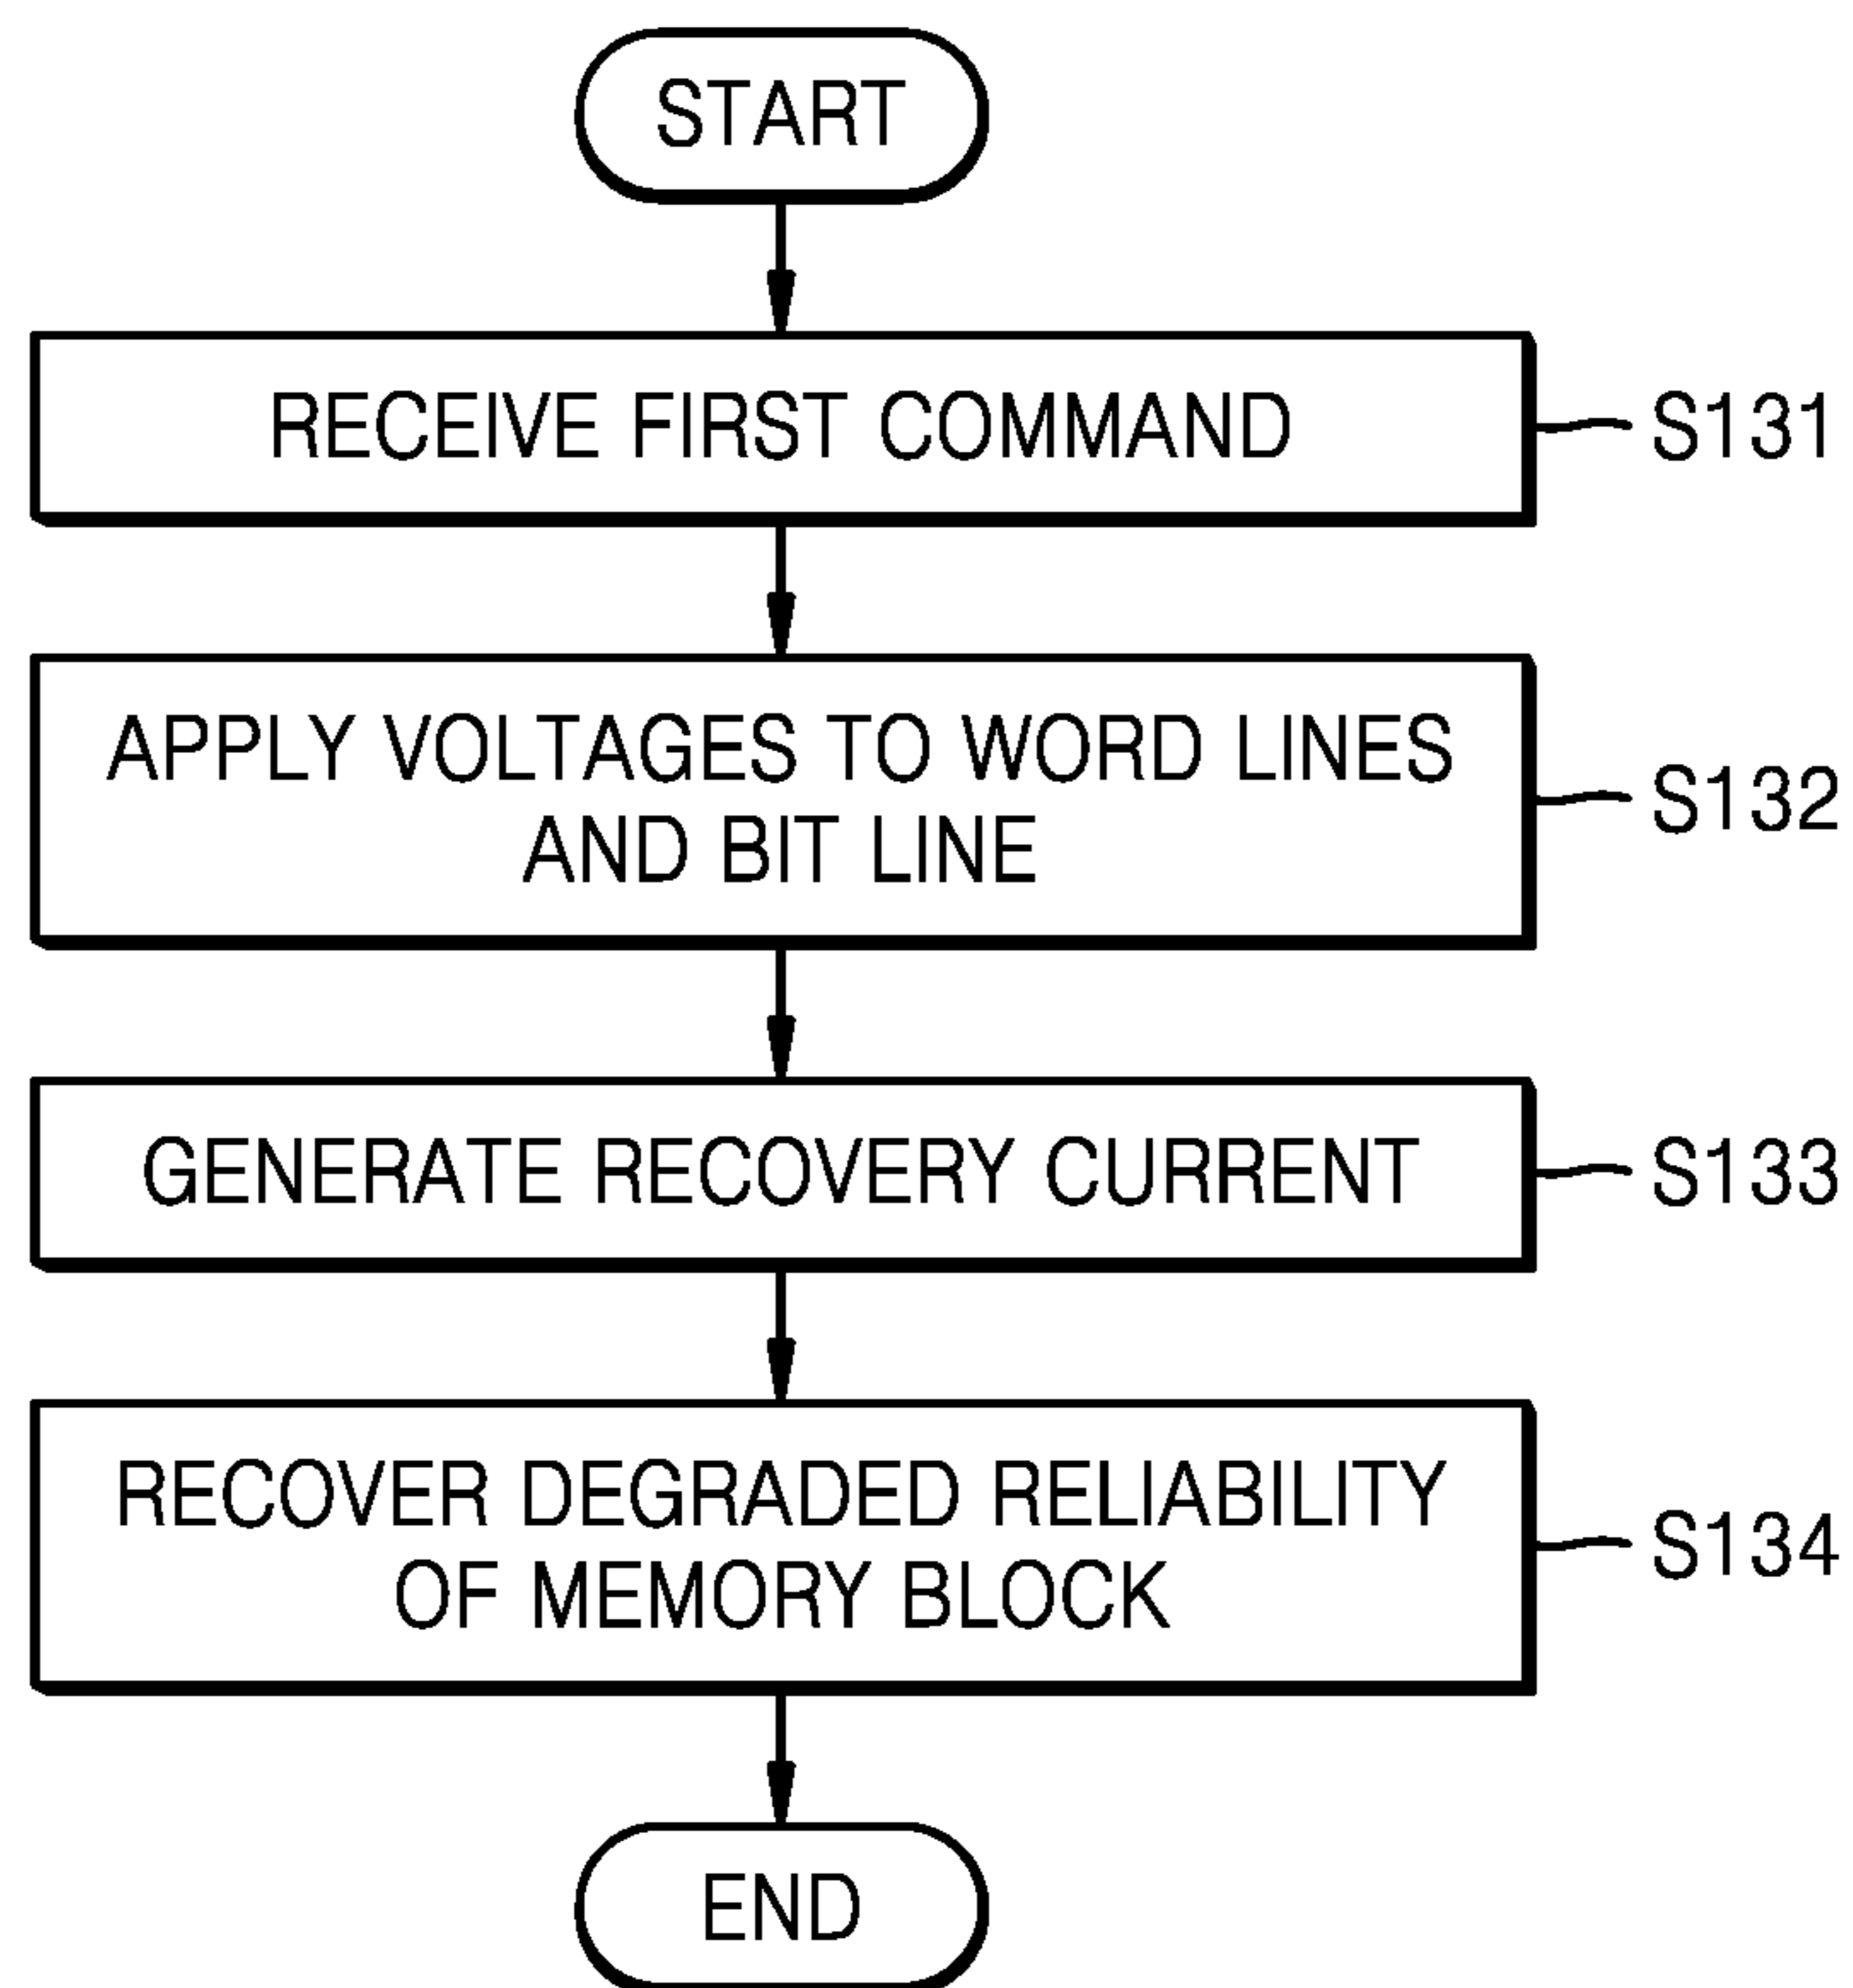 START
RECEIVE FIRST COMMAND
S131
APPLY VOLTAGES TO WORD LINES
AND BIT LINE
S132
GENERATE RECOVERY CURRENT
S133
RECOVER DEGRADED RELIABILITY
OF MEMORY BLOCK
S134
END